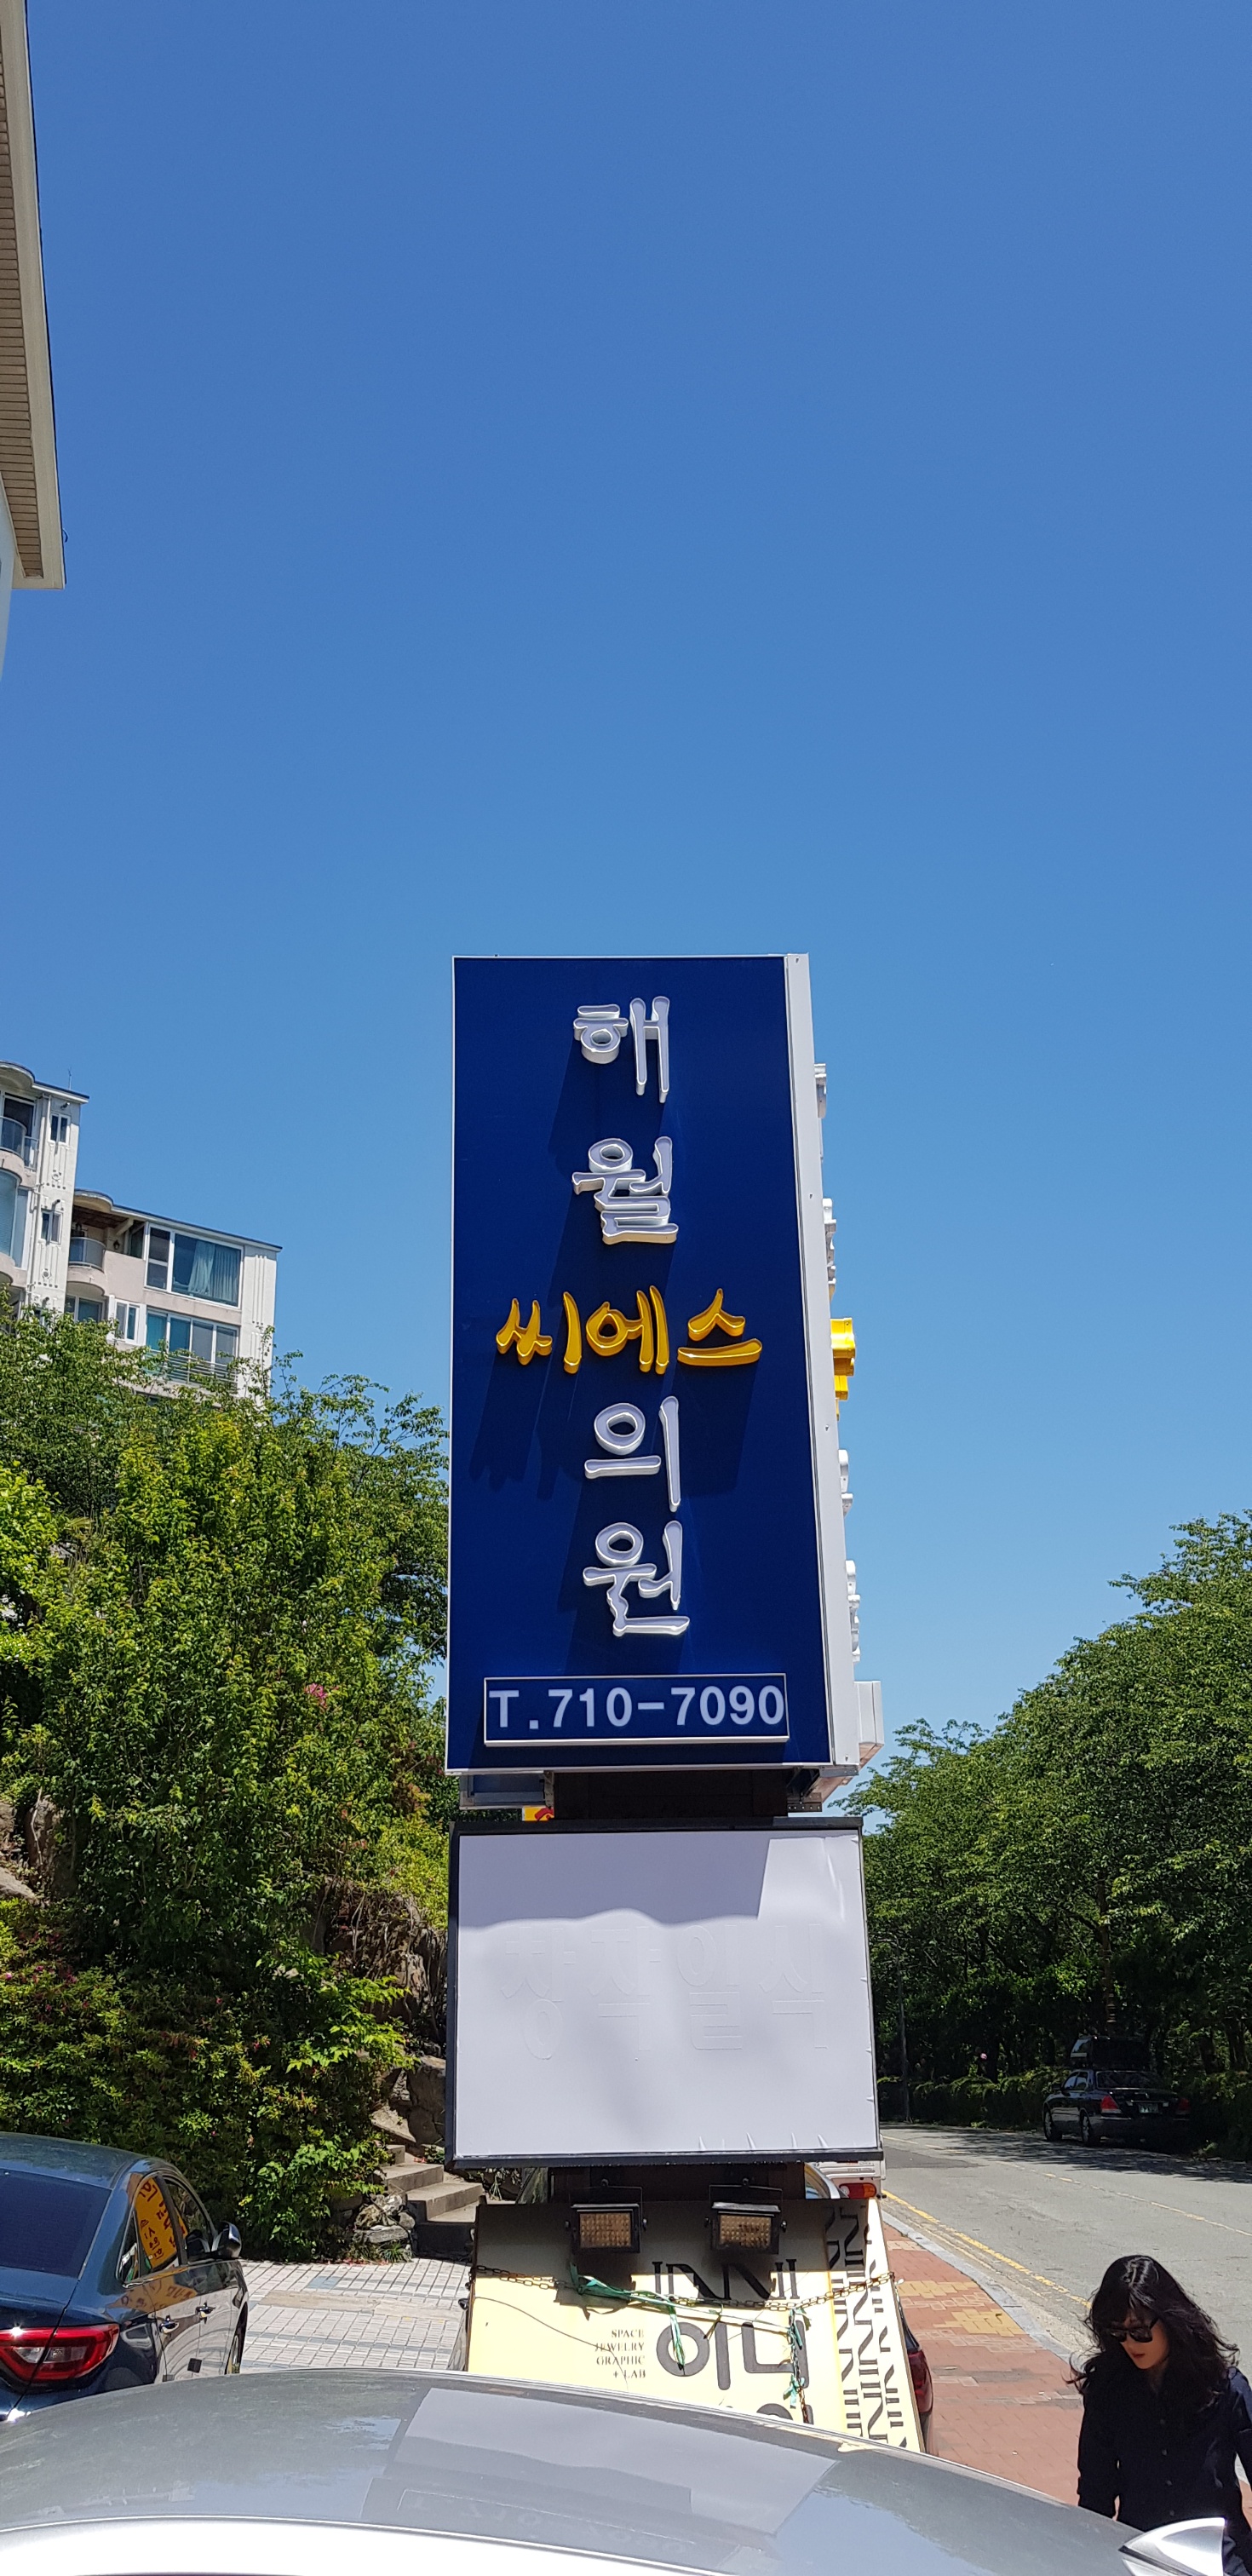 해
월
씨에스
의
원
T.710-7090
INNI
SPACE
JEWELRY
GRAPHIC
+ LAB
이니